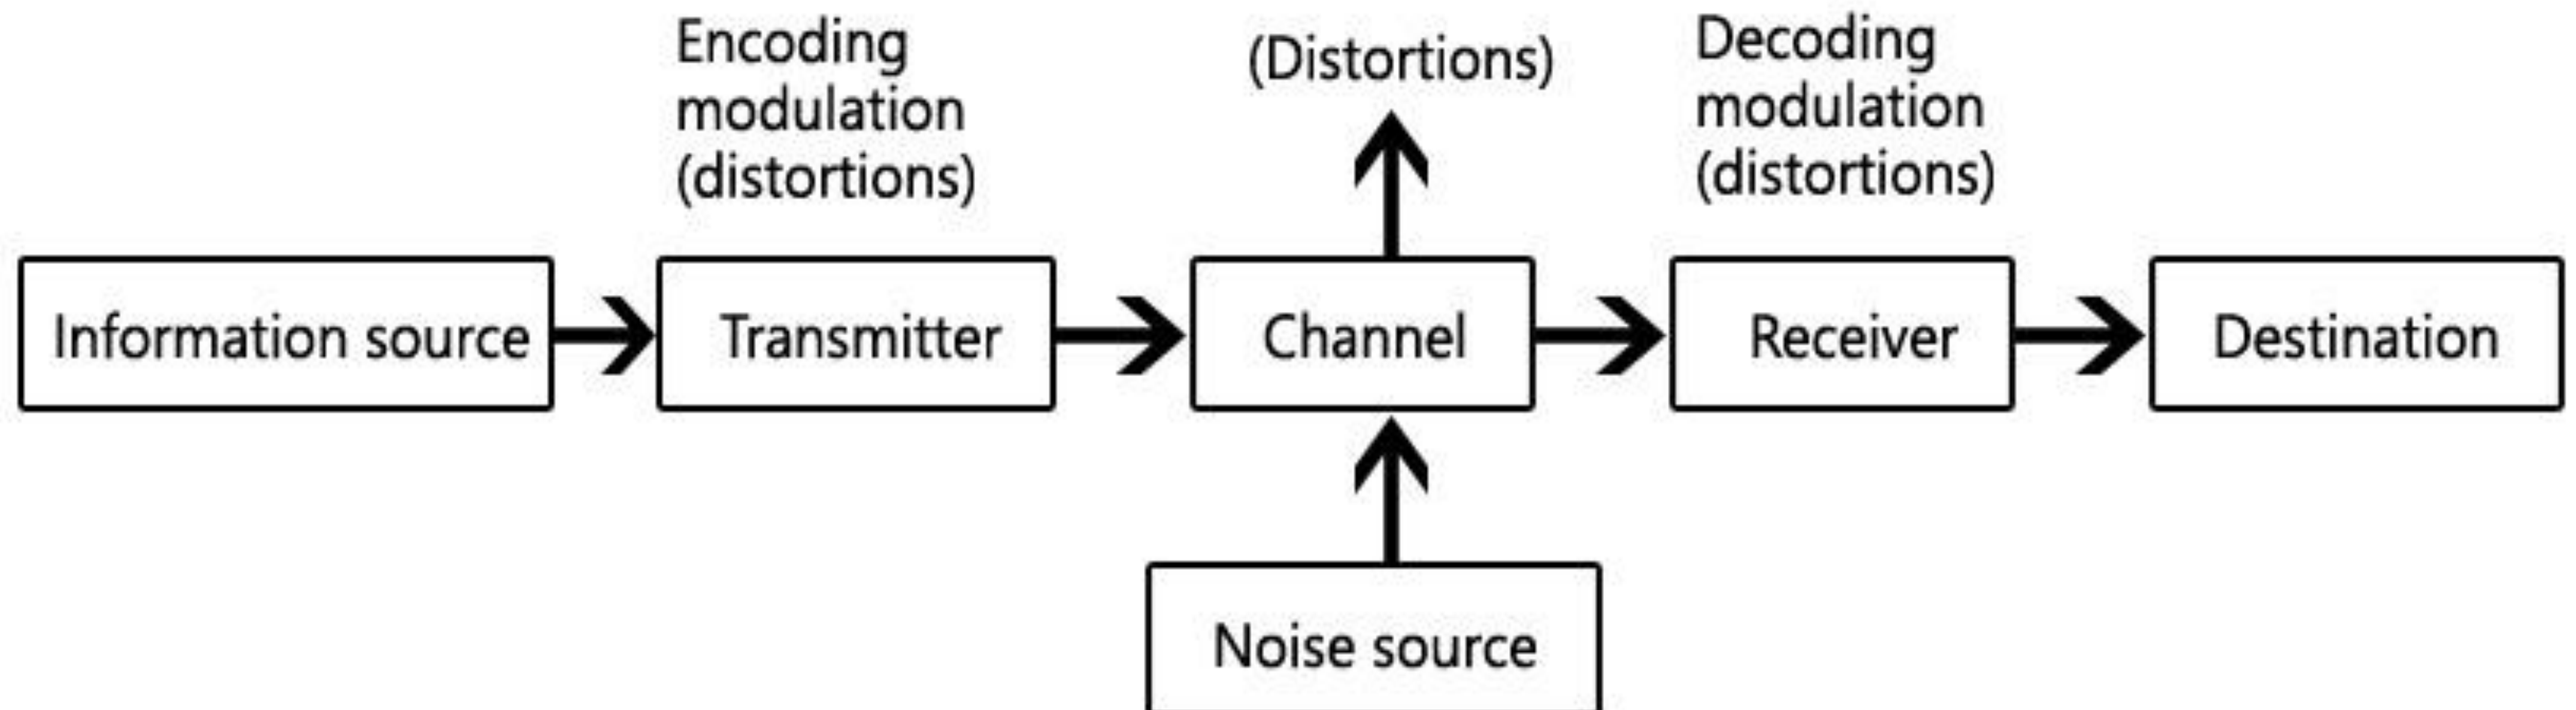 Encoding
modulation
(distortions)
(Distortions)
Decoding
modulation
(distortions)
Information source
Transmitter
Channel
Receiver
Destination
Noise source